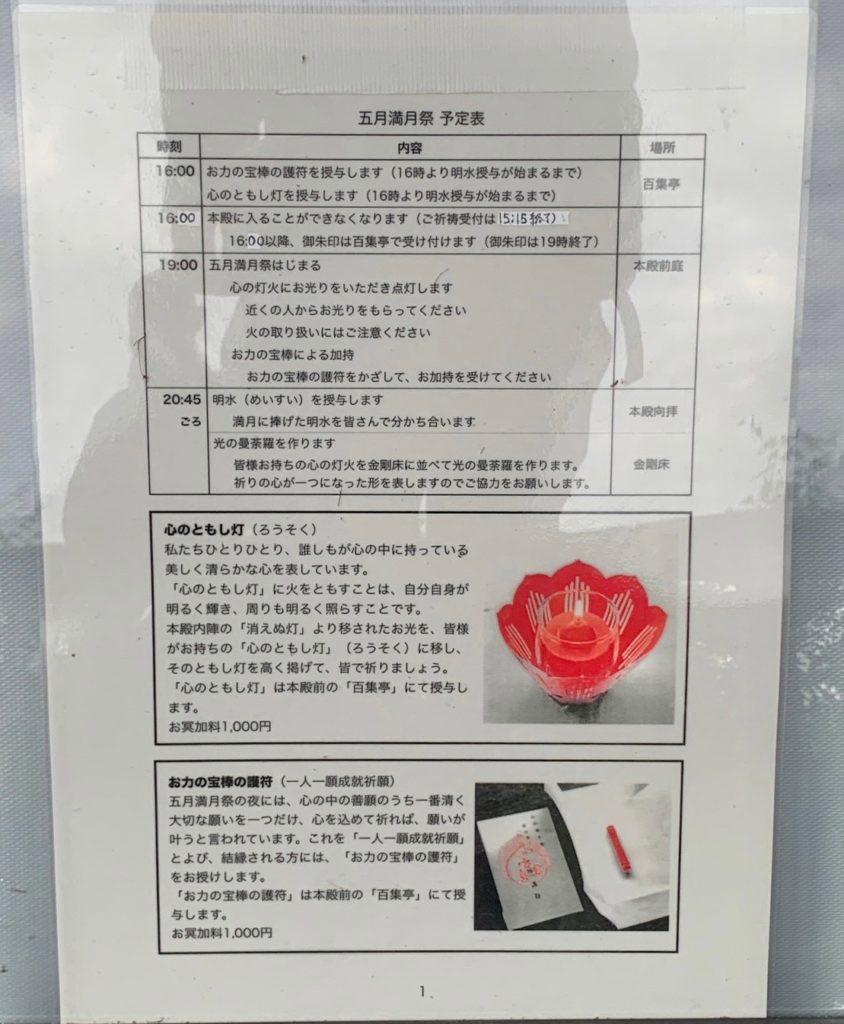 五月満月祭 予定表
時刻 内容 場所
16:00 お力の宝棒の護符を授与します（16時より明水授与が始まるまで） 百集亭
心のともし灯を授与します（16時より明水授与が始まるまで）
16:00 本殿に入ることができなくなります（ご祈祷受付は15:15終了）
16:00以降、御朱印は百集亭で受け付けます（御朱印は19時終了）
19:00 五月満月祭はじまる 本殿前庭
心の灯火にお光りをいただき点灯します
近くの人からお光りをもらってください
火の取り扱いにはご注意ください
お力の宝棒による加持
お力の宝棒の護符をかざして、お加持を受けてください
20:45 明水（めいすい）を授与します 本殿向拝
ごろ 満月に捧げた明水を皆さんで分かち合います
光の曼荼羅を作ります 金剛床
皆様お持ちの心の灯火を金剛床に並べて光の曼荼羅を作ります。
祈りの心が一つになった形を表しますのでご協力をお願いします。
心のともし灯（ろうそく）
私たちひとりひとり、誰しもが心の中に持っている
美しく清らかな心を表しています。
「心のともし灯」に火をともすことは、自分自身が
明るく輝き、周りも明るく照らすことです。
本殿内陣の「消えぬ灯」より移されたお光を、皆様
がお持ちの「心のともし灯」（ろうそく）に移し、
そのともし灯を高く掲げて、皆で祈りましょう。
「心のともし灯」は本殿前の「百集亭」にて授与し
ます。
お冥加料1,000円
お力の宝棒の護符（一人一願成就祈願）
五月満月祭の夜には、心の中の善願のうち一番清く
大切な願いを一つだけ、心を込めて祈れば、願いが
叶うと言われています。これを「一人一願成就祈願」
とよび、結縁される方には、「お力の宝棒の護符」
をお授けします。
「お力の宝棒の護符」は本殿前の「百集亭」にて授
与します。
お冥加料1,000円
1